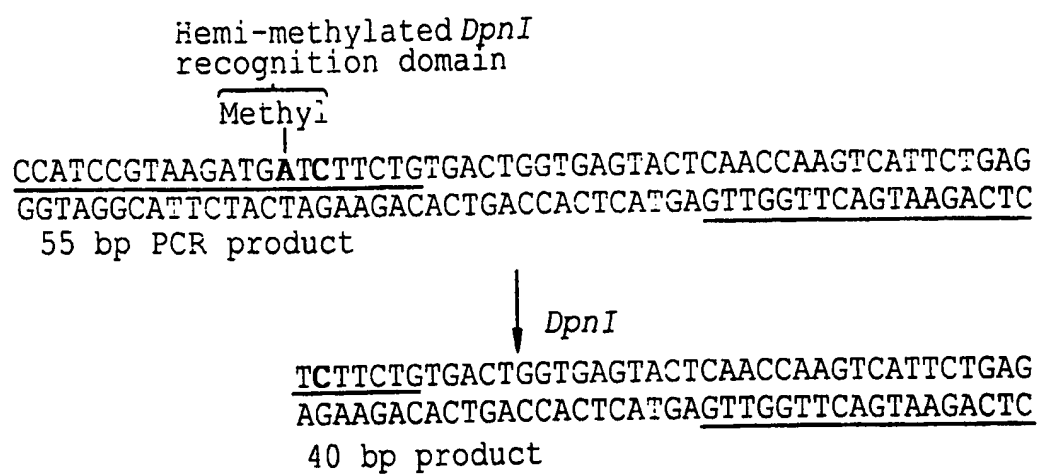 Hemi-methylated DpnI
recognition domain
Methyl
CCATCCGTAAGATGATCTTCTGTGACTGGTGAGTACTCAACCAAGTCATTCTGAG
GGTAGGCATTCTACTAGAAGACACTGACCACTCATGAGTTGGTTCAGTAAGACTC
55 bp PCR product
DpnI
TCTTCTGTGACTGGTGAGTACTCAACCAAGTCATTCTGAG
AGAAGACACTGACCACTCATGAGTTGGTTCAGTAAGACTC
40 bp product